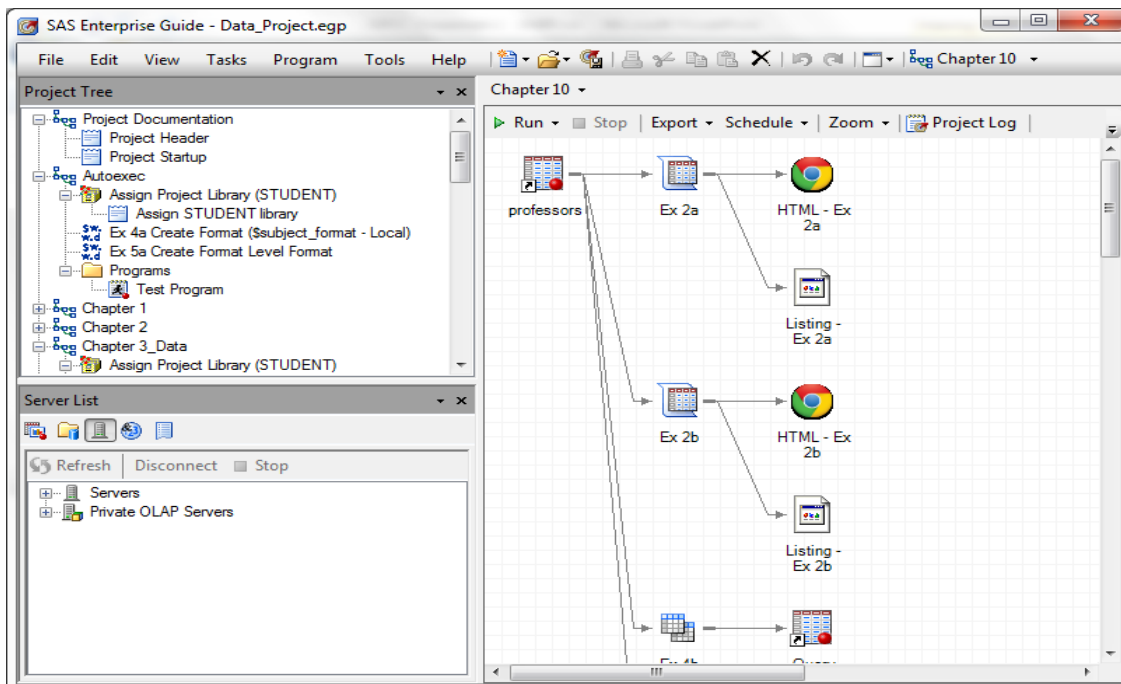 SAS Enterprise Guide - Data_Project.egp
File Edit View Tasks Program Tools Help
Chapter 10
Project Tree
Project Documentation
Project Header
Project Startup
Autoexec
Assign Project Library (STUDENT)
Assign STUDENT library
Ex 4a Create Format ($subject_format - Local)
Ex 5a Create Format Level Format
Programs
Test Program
Chapter 1
Chapter 2
Chapter 3_Data
Assign Project Library (STUDENT)
Server List
Refresh Disconnect Stop
Servers
Private OLAP Servers
Chapter 10
Run Stop Export Schedule Zoom Project Log
professors
Ex 2a
HTML - Ex
2a
Listing -
Ex 2a
Ex 2b
HTML - Ex
2b
Listing -
Ex 2b